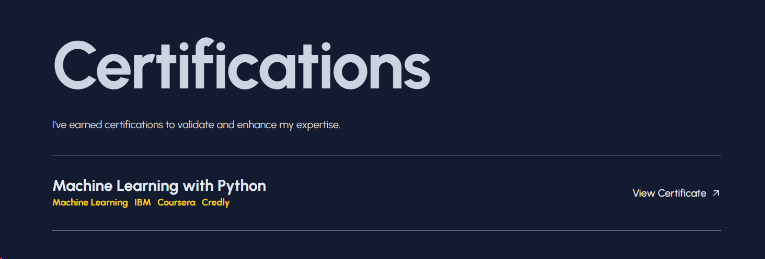 Certifications
I've earned certifications to validate and enhance my expertise.
Machine Learning with Python
Machine Learning IBM Coursera Credly
View Certificate ↗